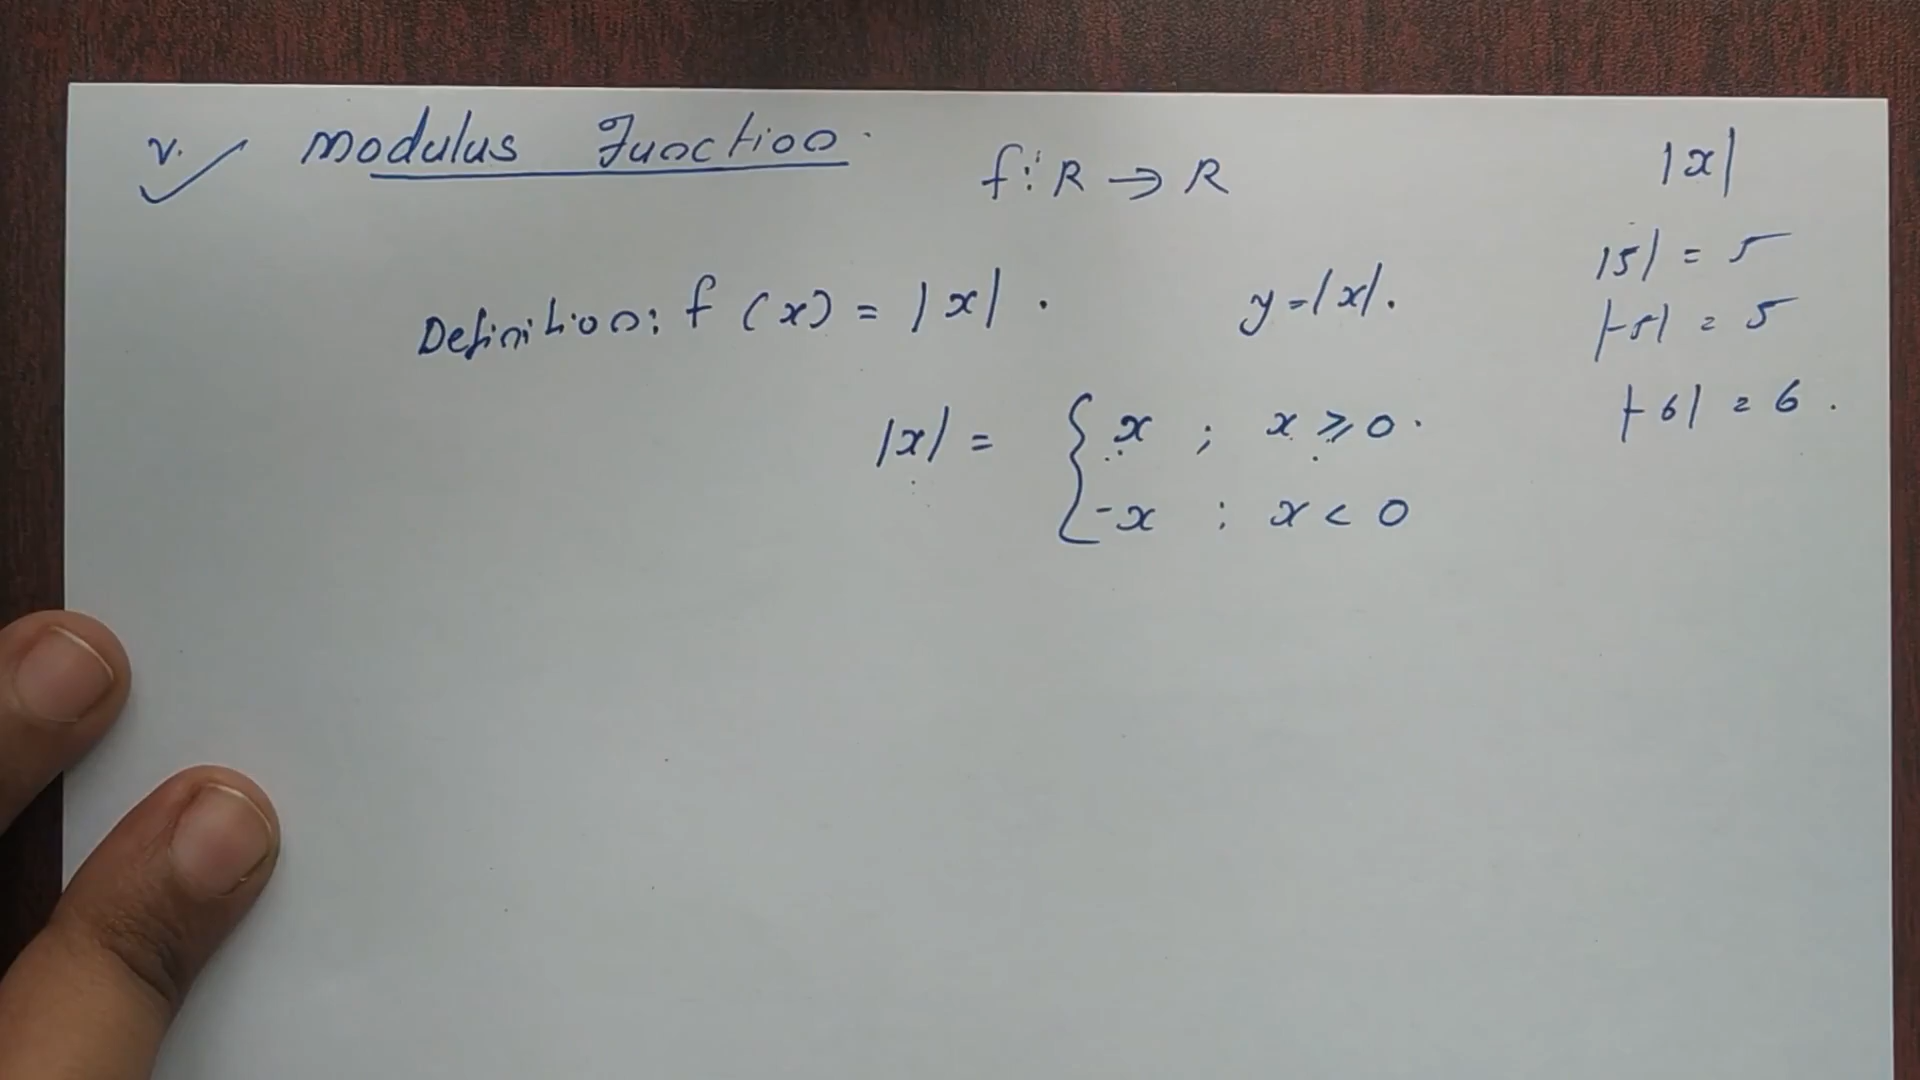 v. Modulus Function.
f: R → R
|x|
|5| = 5
Definition: f(x) = |x| .
y = |x|.
|-5| = 5
|x| = { x ; x ⩾ 0 .
|-6| = 6 .
-x : x < 0